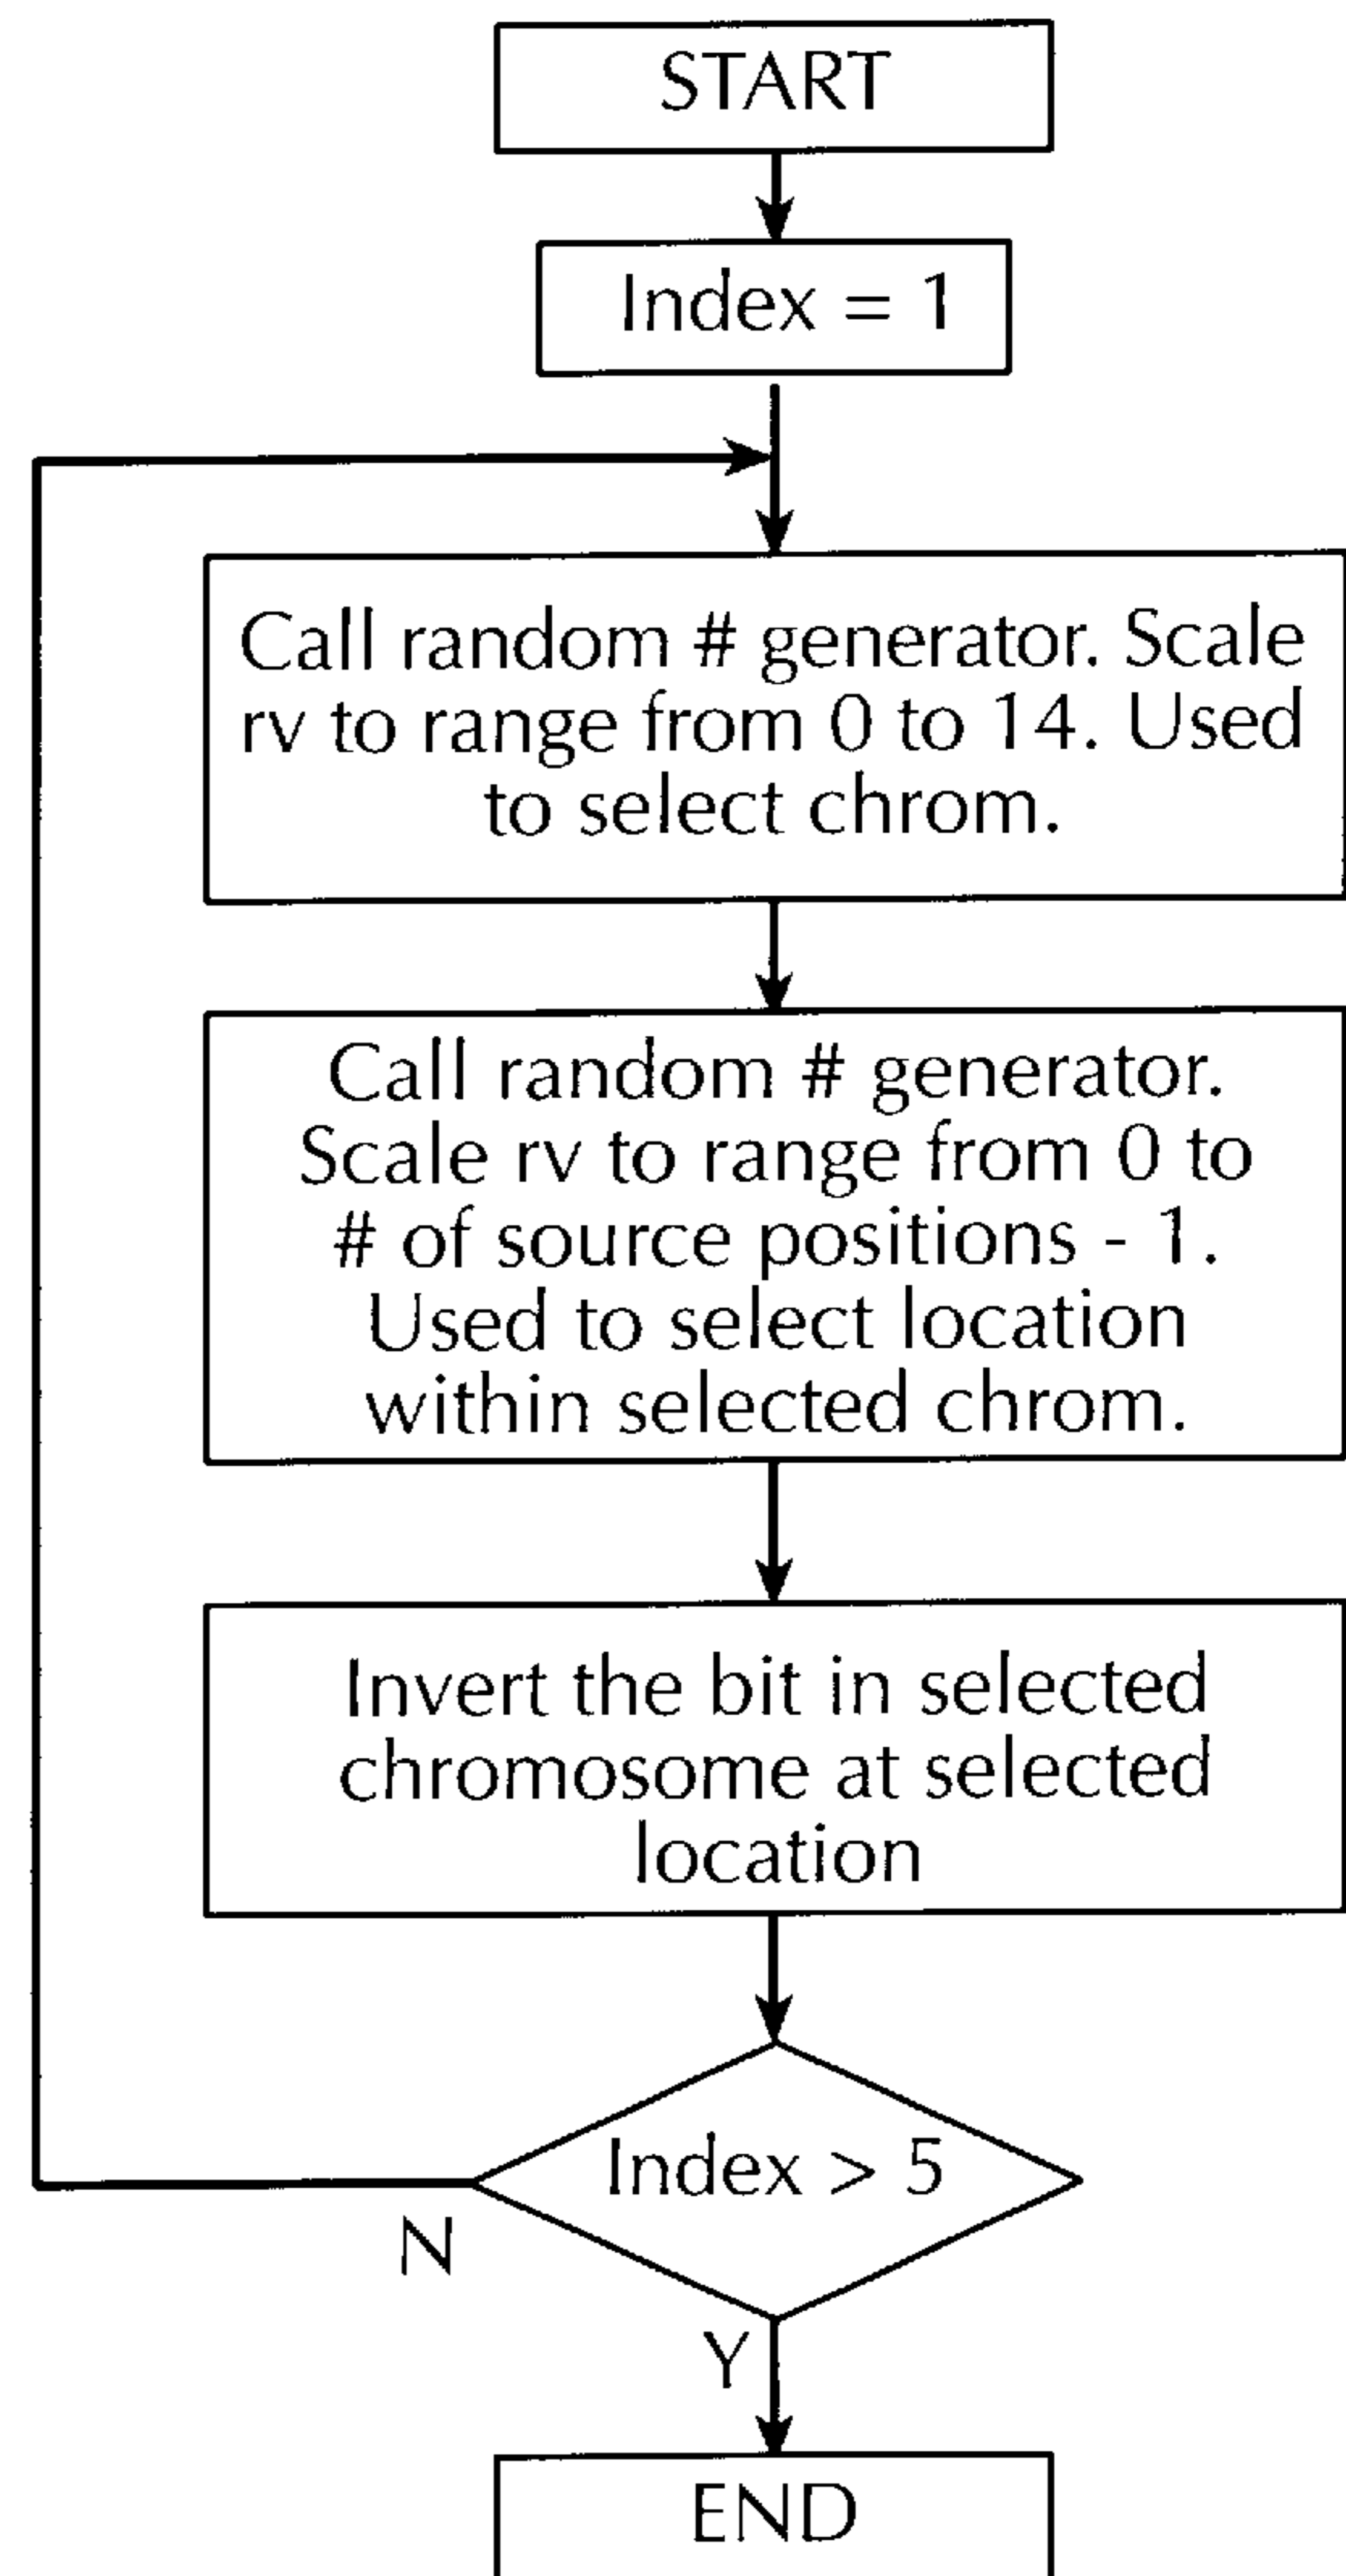 START
Index = 1
Call random # generator. Scale
rv to range from 0 to 14. Used
to select chrom.
Call random # generator.
Scale rv to range from 0 to
# of source positions - 1.
Used to select location
within selected chrom.
Invert the bit in selected
chromosome at selected
location
Index > 5
N
Y
END